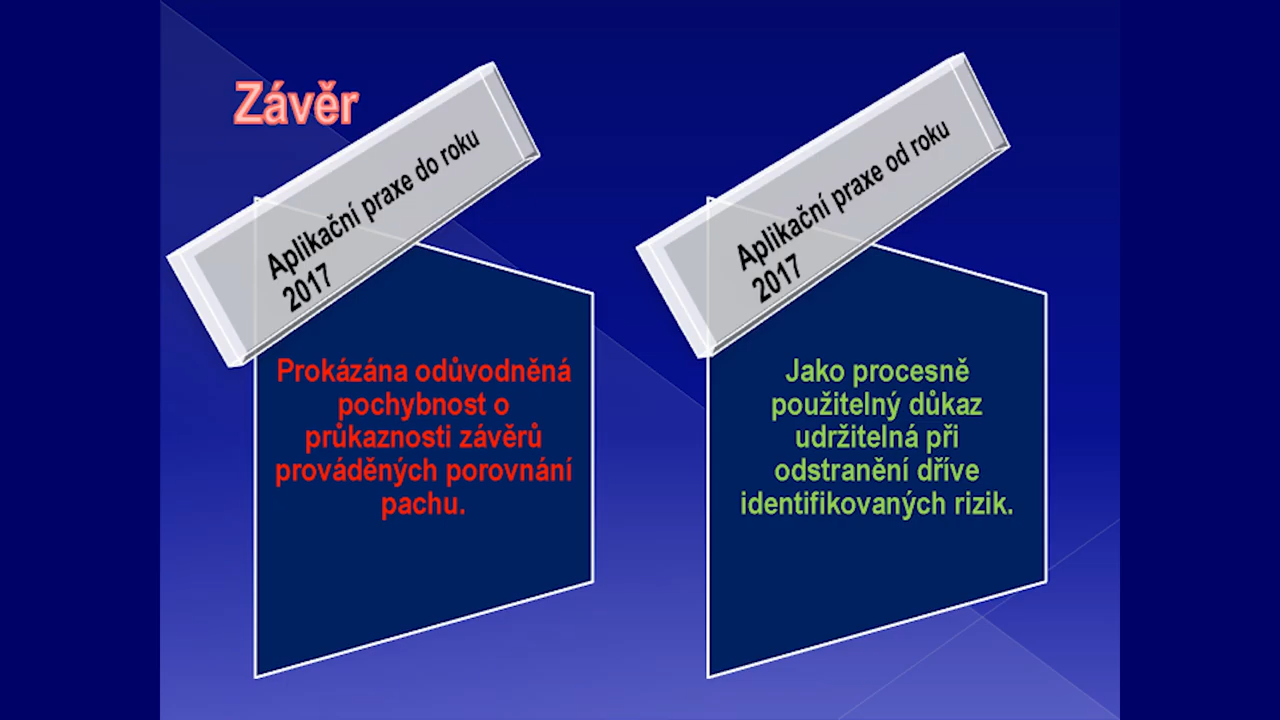 Závěr
Aplikační praxe do roku
2017
Prokázána odůvodněná
pochybnost o
průkaznosti závěrů
prováděných porovnání
pachu.
Aplikační praxe od roku
2017
Jako procesně
použitelný důkaz
udržitelná při
odstranění dříve
identifikovaných rizik.